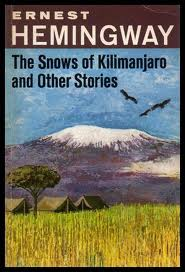 ERNEST
HEMINGWAY
The Snows of Kilimanjaro
and Other Stories